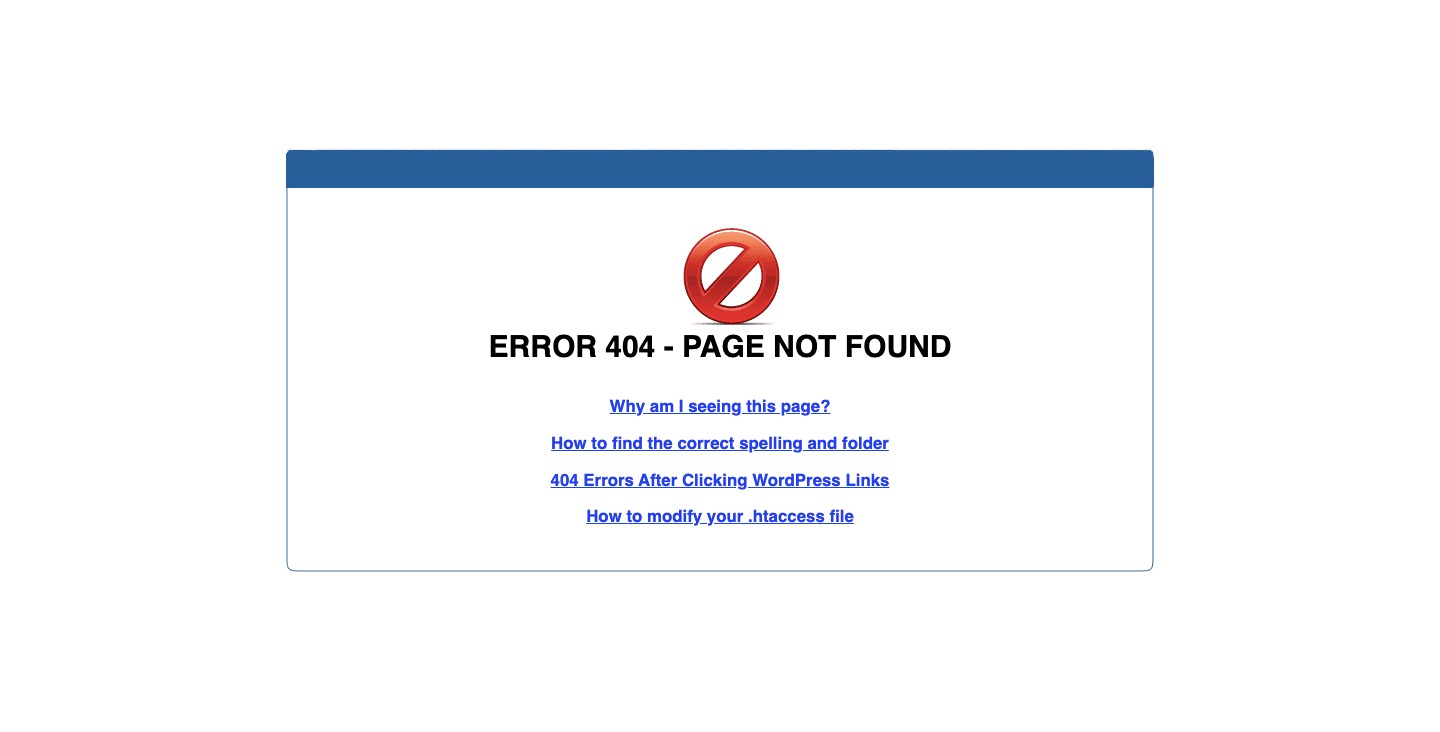 ERROR 404 - PAGE NOT FOUND
Why am I seeing this page?
How to find the correct spelling and folder
404 Errors After Clicking WordPress Links
How to modify your .htaccess file